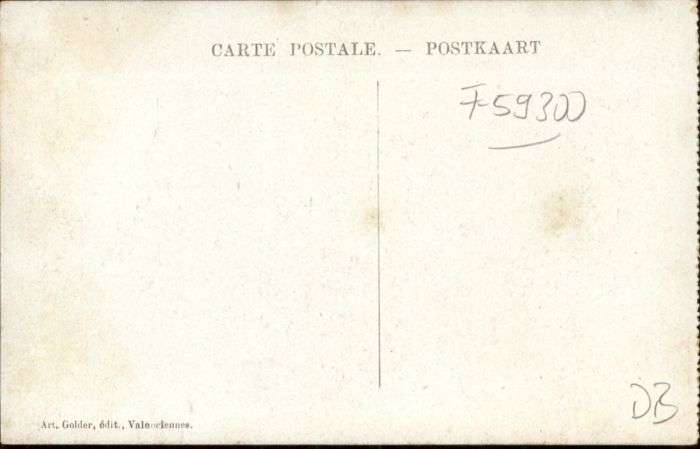 CARTE POSTALE. — POSTKAART
F-59300
DB
Art. Golder, édit., Valenciennes.